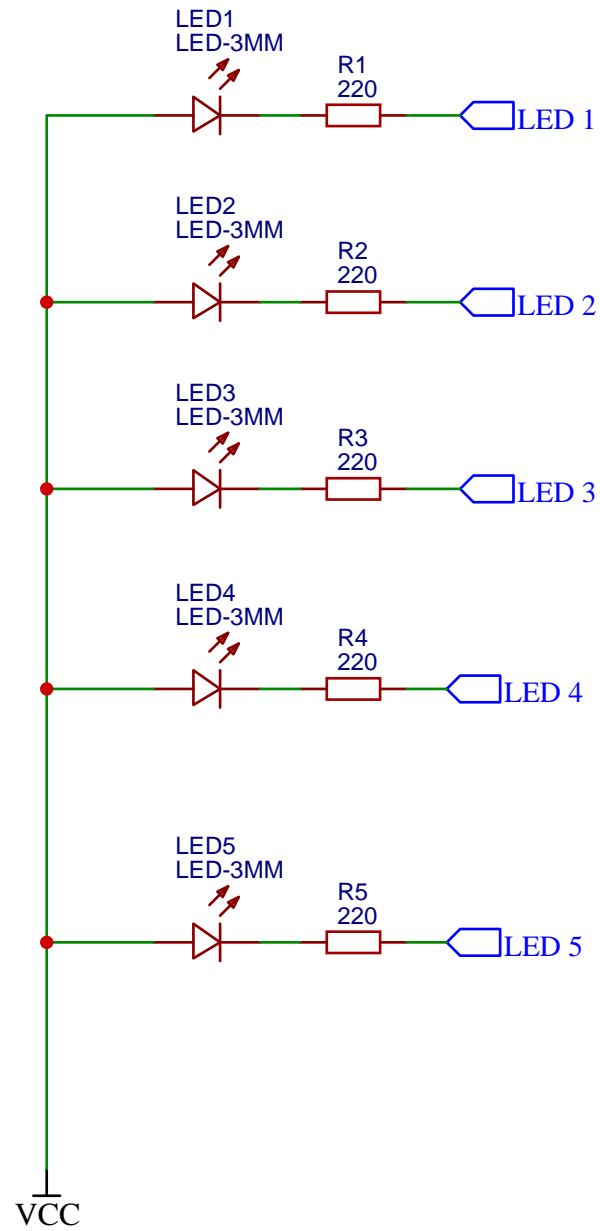 LED1
LED-3MM
R1
220
LED 1
LED2
LED-3MM
R2
220
LED 2
LED3
LED-3MM
R3
220
LED 3
LED4
LED-3MM
R4
220
LED 4
LED5
LED-3MM
R5
220
LED 5
VCC